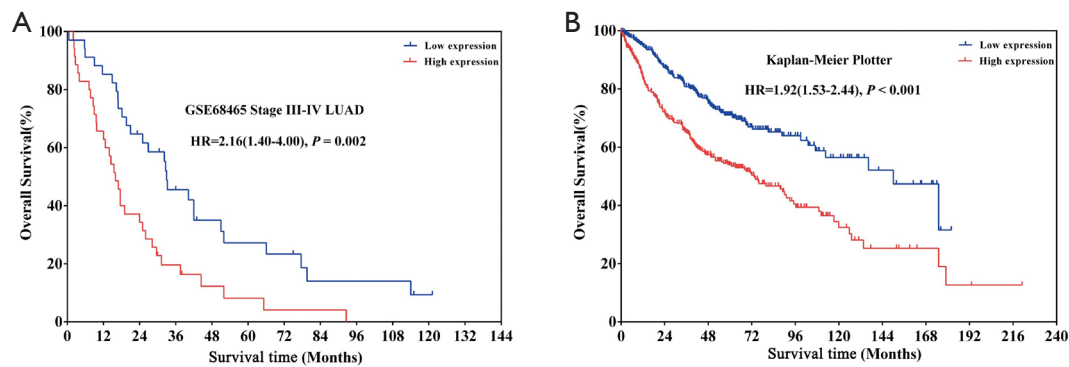 A
Low expression
High expression
GSE68465 Stage III-IV LUAD
HR=2.16(1.40-4.00), P = 0.002
Overall Survival(%)
100
80
60
40
20
0
0 12 24 36 48 60 72 84 96 108 120 132 144
Survival time (Months)
B
Low expression
High expression
Kaplan-Meier Plotter
HR=1.92(1.53-2.44), P < 0.001
Overall Survival(%)
100
80
60
40
20
0
0 24 48 72 96 120 144 168 192 216 240
Survival time (Months)